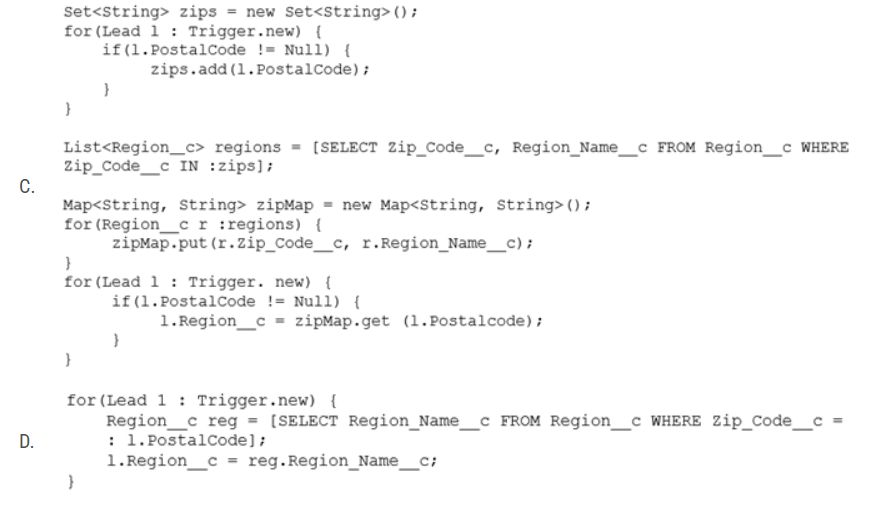 Set<String> zips = new Set<String>();
for(Lead l : Trigger.new) {
if(l.PostalCode != Null) {
zips.add(l.PostalCode);
}
}
List<Region__c> regions = [SELECT Zip_Code__c, Region_Name__c FROM Region__c WHERE
Zip_Code__c IN :zips];
C.
Map<String, String> zipMap = new Map<String, String>();
for(Region__c r :regions) {
zipMap.put(r.Zip_Code__c, r.Region_Name__c);
}
for(Lead l : Trigger. new) {
if(l.PostalCode != Null) {
l.Region__c = zipMap.get (l.Postalcode);
}
}
for(Lead l : Trigger.new) {
Region__c reg = [SELECT Region_Name__c FROM Region__c WHERE Zip_Code__c =
D. : l.PostalCode];
l.Region__c = reg.Region_Name__c;
}